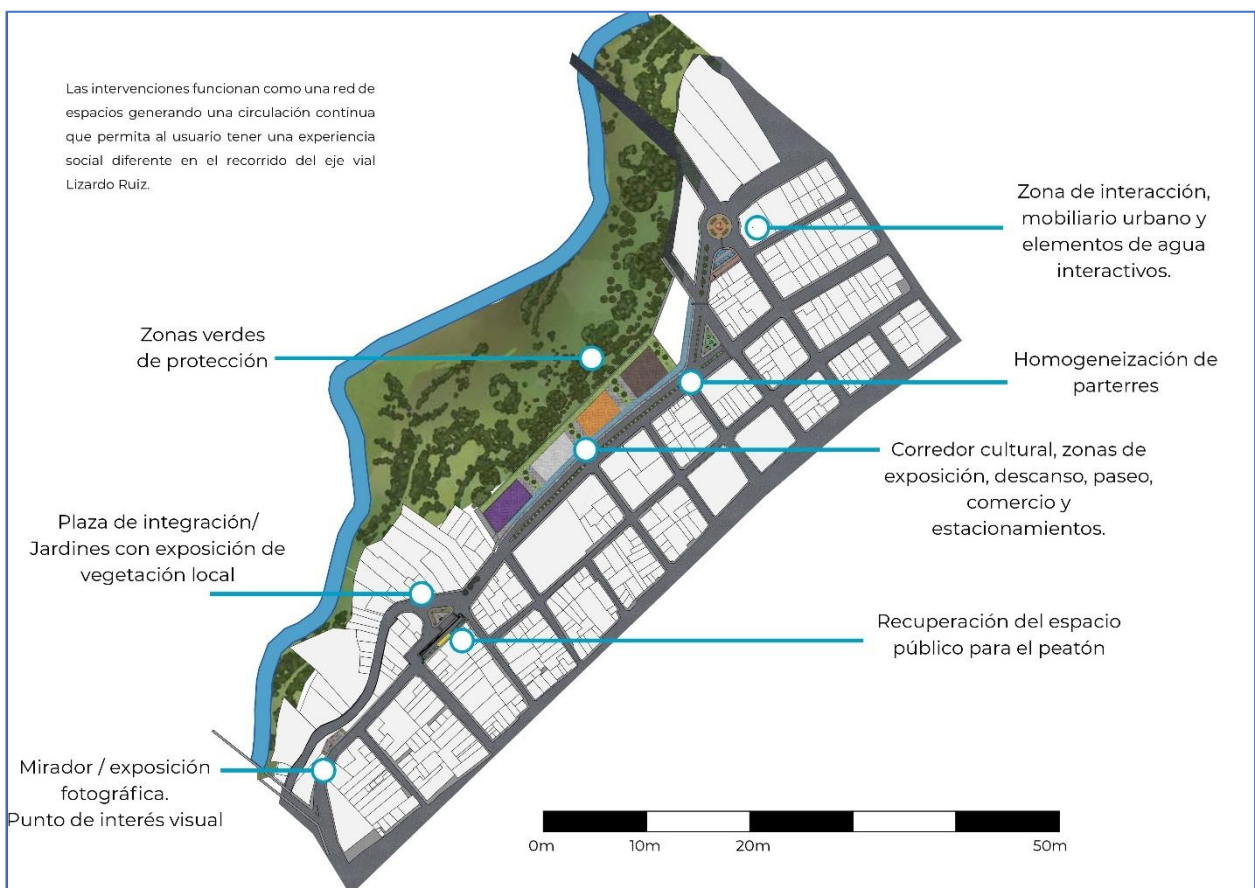 Las intervenciones funcionan como una red de
espacios generando una circulación continua
que permita al usuario tener una experiencia
social diferente en el recorrido del eje vial
Lizardo Ruiz.
Zona de interacción,
mobiliario urbano y
elementos de agua
interactivos.
Zonas verdes
de protección
Homogeneización de
parterres
Corredor cultural, zonas de
exposición, descanso, paseo,
comercio y
estacionamientos.
Plaza de integración/
Jardines con exposición de
vegetación local
Recuperación del espacio
público para el peatón
Mirador / exposición
fotográfica.
Punto de interés visual
0m 10m 20m 50m